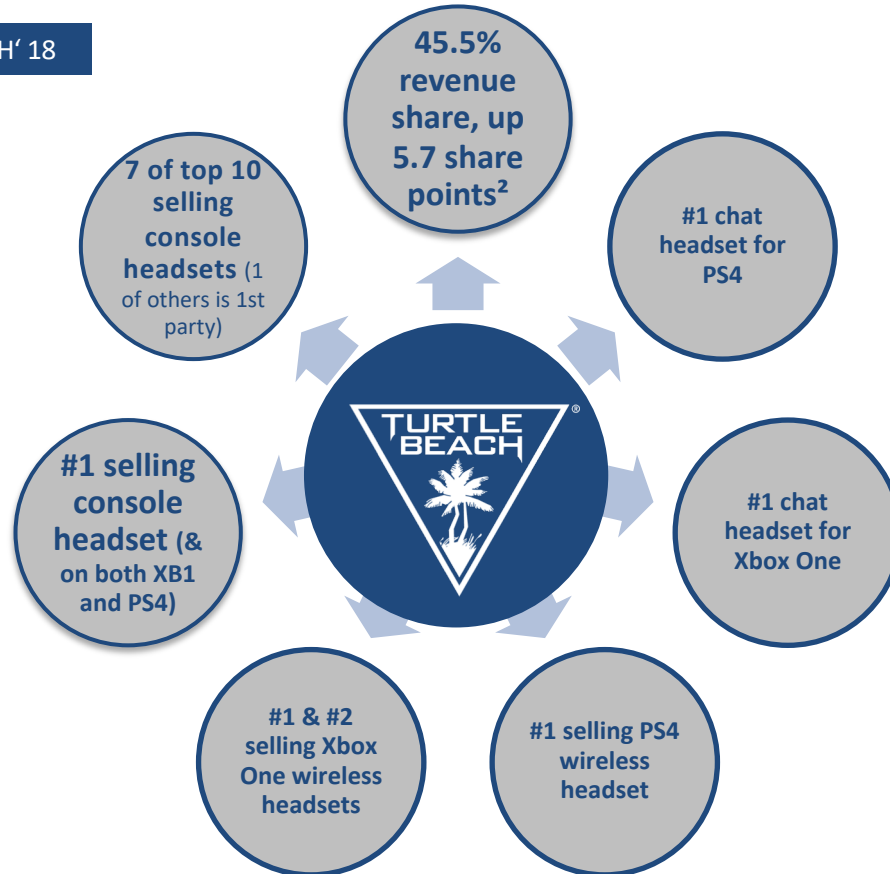 H‘ 18
45.5%
revenue
share, up
5.7 share
points²
7 of top 10
selling
console
headsets (1
of others is 1st
party)
#1 chat
headset for
PS4
TURTLE
BEACH®
#1 selling
console
headset (&
on both XB1
and PS4)
#1 chat
headset for
Xbox One
#1 & #2
selling Xbox
One wireless
headsets
#1 selling PS4
wireless
headset